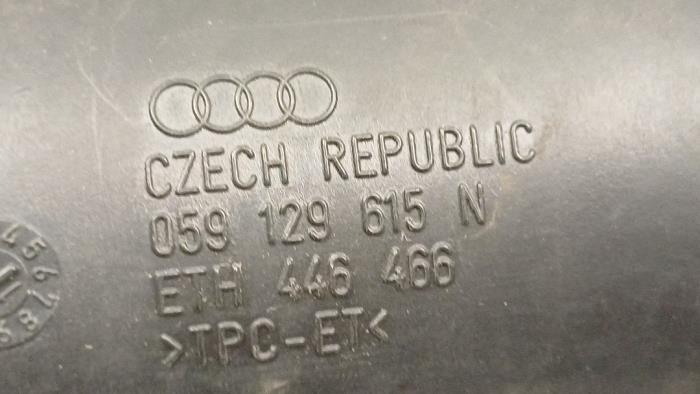 CZECH REPUBLIC
059 129 615 N
ETH 446 466
>TPC-ET<